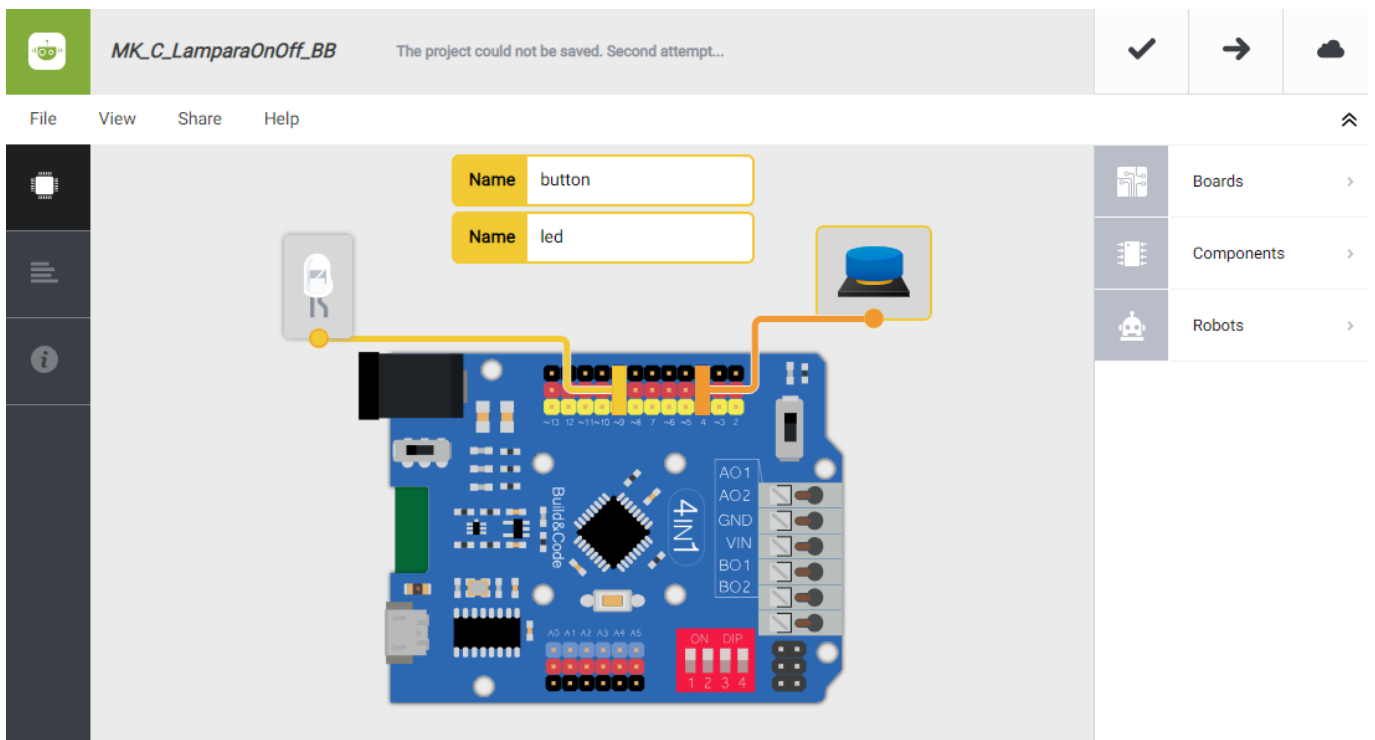 MK_C_LamparaOnOff_BB
The project could not be saved. Second attempt...
File View Share Help
Name button
Name led
Boards
Components
Robots
~13 12 ~11 ~10 ~9 ~8 7 ~6 ~5 4 ~3 2
Build&Code
4IN1
AO1
AO2
GND
VIN
BO1
BO2
A0 A1 A2 A3 A4 A5
ON DIP
1 2 3 4